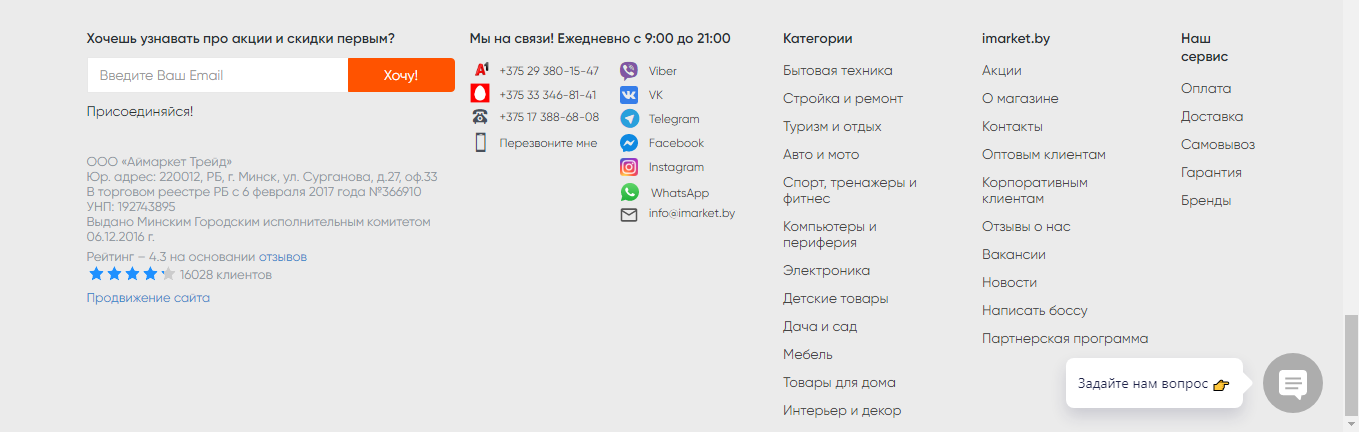 Хочешь узнавать про акции и скидки первым?
Введите Ваш Email
Хочу!
Присоединяйся!
ООО «Аймаркет Трейд»
Юр. адрес: 220012, РБ, г. Минск, ул. Сурганова, д.27, оф.33
В торговом реестре РБ с 6 февраля 2017 года №366910
УНП: 192743895
Выдано Минским Городским исполнительным комитетом
06.12.2016 г.
Рейтинг – 4.3 на основании отзывов
16028 клиентов
Продвижение сайта
Мы на связи! Ежедневно с 9:00 до 21:00
A1 +375 29 380-15-47
+375 33 346-81-41
+375 17 388-68-08
Перезвоните мне
Viber
VK
Telegram
Facebook
Instagram
WhatsApp
info@imarket.by
Категории
Бытовая техника
Стройка и ремонт
Туризм и отдых
Авто и мото
Спорт, тренажеры и
фитнес
Компьютеры и
периферия
Электроника
Детские товары
Дача и сад
Мебель
Товары для дома
Интерьер и декор
imarket.by
Акции
О магазине
Контакты
Оптовым клиентам
Корпоративным
клиентам
Отзывы о нас
Вакансии
Новости
Написать боссу
Партнерская программа
Наш
сервис
Оплата
Доставка
Самовывоз
Гарантия
Бренды
Задайте нам вопрос